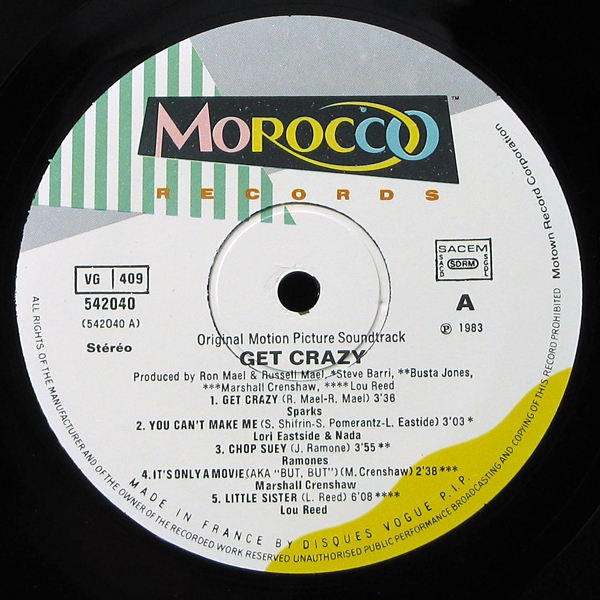 MOROCCO™
RECORDS
Motown Record Corporation
VG | 409
542040
(542040 A)
Stéréo
SACEM
SACD SDRM SGDL
A
Ⓟ 1983
Original Motion Picture Soundtrack
GET CRAZY
Produced by Ron Mael & Russell Mael, *Steve Barri, **Busta Jones,
***Marshall Crenshaw, ****Lou Reed
1. GET CRAZY (R. Mael-R. Mael) 3'36
Sparks
2. YOU CAN'T MAKE ME (S. Shifrin-S. Pomerantz-L. Eastide) 3'03 *
Lori Eastside & Nada
3. CHOP SUEY (J. Ramone) 3'55 **
Ramones
4. IT'S ONLY A MOVIE (AKA "BUT, BUT") (M. Crenshaw) 2'38 ***
Marshall Crenshaw
5. LITTLE SISTER (L. Reed) 6'08 ****
Lou Reed
MADE IN FRANCE BY DISQUES VOGUE P.I.P.
ALL RIGHTS OF THE MANUFACTURER AND OF THE OWNER OF THE RECORDED WORK RESERVED UNAUTHORISED PUBLIC PERFORMANCE BROADCASTING AND COPYING OF THIS RECORD PROHIBITED